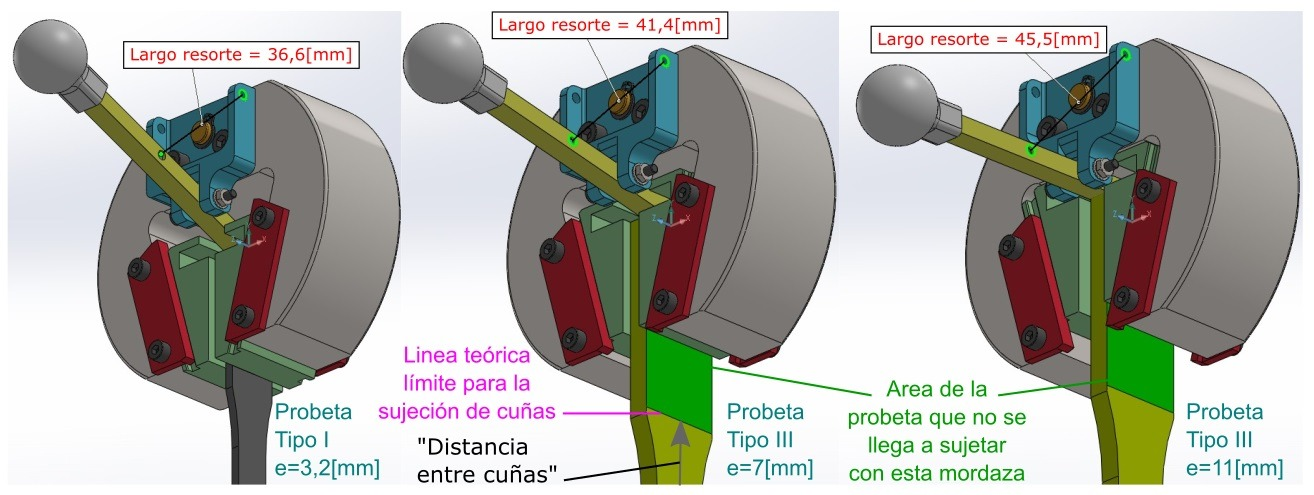 Largo resorte = 36,6[mm]
Largo resorte = 41,4[mm]
Largo resorte = 45,5[mm]
Linea teórica
límite para la
sujeción de cuñas
"Distancia
entre cuñas"
Probeta
Tipo I
e=3,2[mm]
Probeta
Tipo III
e=7[mm]
Area de la
probeta que no se
llega a sujetar
con esta mordaza
Probeta
Tipo III
e=11[mm]